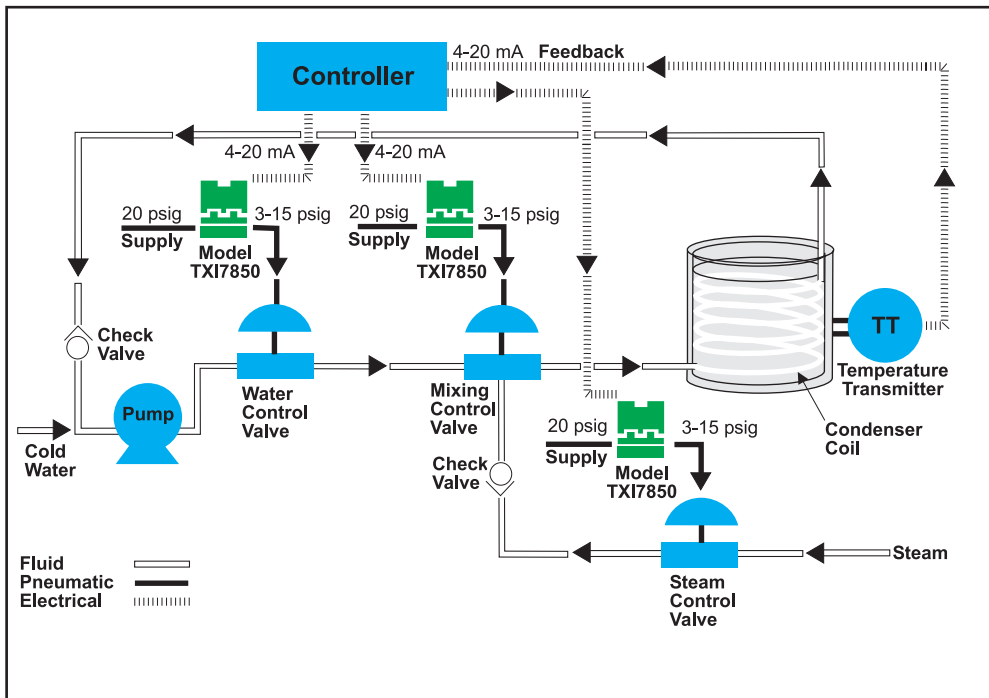 4-20 mA Feedback
Controller
4-20 mA
4-20 mA
20 psig
Supply
3-15 psig
Model
TXI7850
20 psig
Supply
3-15 psig
Model
TXI7850
Check
Valve
TT
Temperature
Transmitter
Pump
Water
Control
Valve
Mixing
Control
Valve
Condenser
Coil
Cold
Water
20 psig
Supply
3-15 psig
Model
TXI7850
Check
Valve
Steam
Steam
Control
Valve
Fluid
Pneumatic
Electrical